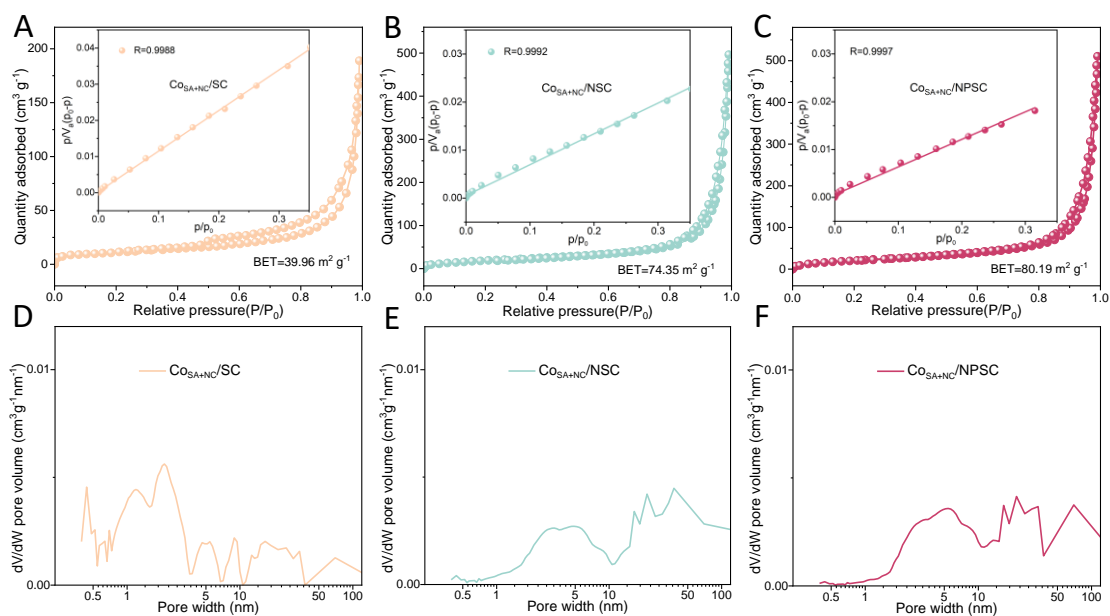 A
Quantity adsorbed (cm³ g⁻¹)
200
150
100
50
0
0.0 0.2 0.4 0.6 0.8 1.0
Relative pressure(P/P₀)
BET=39.96 m² g⁻¹
R=0.9988
Co_SA+NC/SC
p/Vₐ(p₀-p)
0.04
0.03
0.02
0.01
0.00
0.0 0.1 0.2 0.3
p/p₀
B
Quantity adsorbed (cm³ g⁻¹)
500
400
300
200
100
0
0.0 0.2 0.4 0.6 0.8 1.0
Relative pressure(P/P₀)
BET=74.35 m² g⁻¹
R=0.9992
Co_SA+NC/NSC
p/Vₐ(p₀-p)
0.03
0.02
0.01
0.00
0.0 0.1 0.2 0.3
p/p₀
C
Quantity adsorbed (cm³ g⁻¹)
500
400
300
200
100
0
0.0 0.2 0.4 0.6 0.8 1.0
Relative pressure(P/P₀)
BET=80.19 m² g⁻¹
R=0.9997
Co_SA+NC/NPSC
p/Vₐ(p₀-p)
0.03
0.02
0.01
0.00
0.0 0.1 0.2 0.3
p/p₀
D
dV/dW pore volume (cm³g⁻¹nm⁻¹)
0.01
0.00
Co_SA+NC/SC
0.5 1 5 10 50 100
Pore width (nm)
E
dV/dW pore volume (cm³g⁻¹nm⁻¹)
0.01
0.00
Co_SA+NC/NSC
0.5 1 5 10 50 100
Pore width (nm)
F
dV/dW pore volume (cm³g⁻¹nm⁻¹)
0.01
0.00
Co_SA+NC/NPSC
0.5 1 5 10 50 100
Pore width (nm)